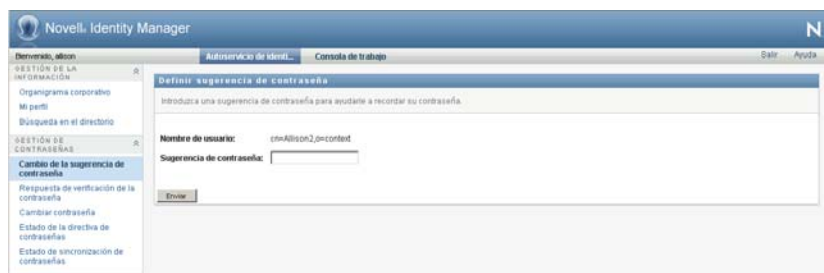 Novell® Identity Manager
N
Bienvenido, allison
Autoservicio de identi...
Consola de trabajo
Salir
Ayuda
GESTIÓN DE LA
INFORMACIÓN
Organigrama corporativo
Mi perfil
Búsqueda en el directorio
GESTIÓN DE
CONTRASEÑAS
Cambio de la sugerencia de
contraseña
Respuesta de verificación de la
contraseña
Cambiar contraseña
Estado de la directiva de
contraseñas
Estado de sincronización de
contraseñas
Definir sugerencia de contraseña
Introduzca una sugerencia de contraseña para ayudarle a recordar su contraseña.
Nombre de usuario: cn=Allison2,o=context
Sugerencia de contraseña:
Enviar